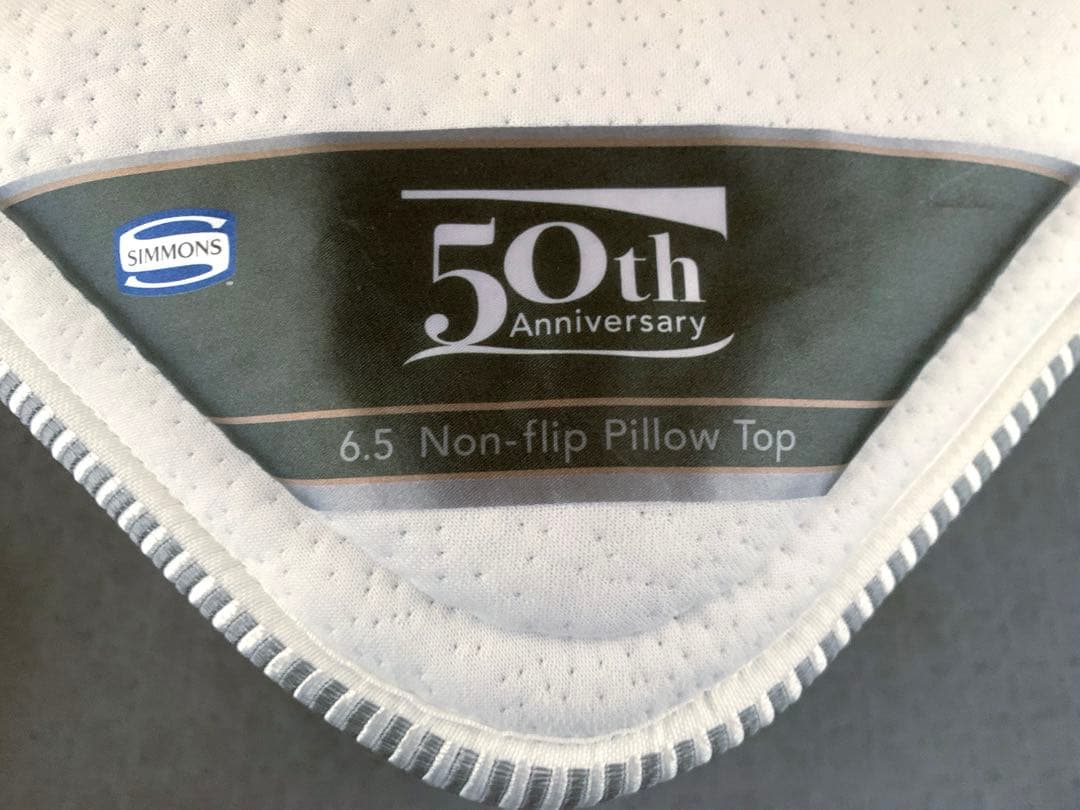 SIMMONS
50th
Anniversary
6.5 Non-flip Pillow Top